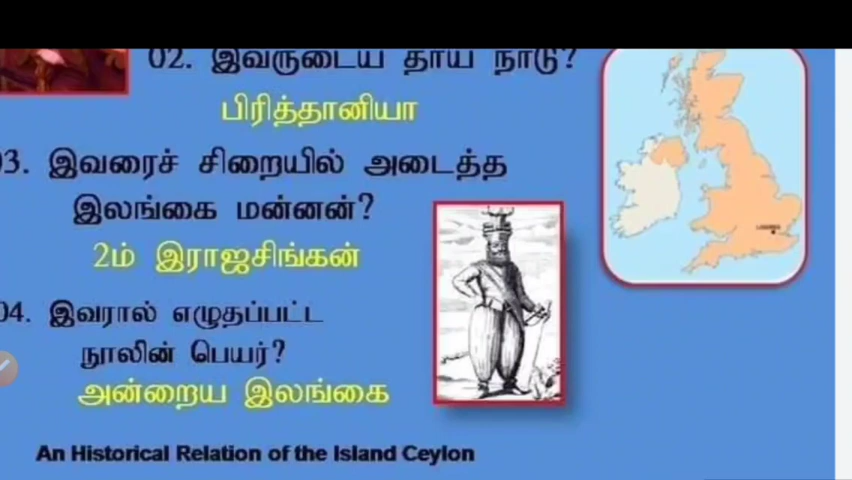 02. இவருடைய தாய் நாடு?
பிரித்தானியா
03. இவரைச் சிறையில் அடைத்த
இலங்கை மன்னன்?
2ம் இராஜசிங்கன்
04. இவரால் எழுதப்பட்ட
நூலின் பெயர்?
அன்றைய இலங்கை
An Historical Relation of the Island Ceylon